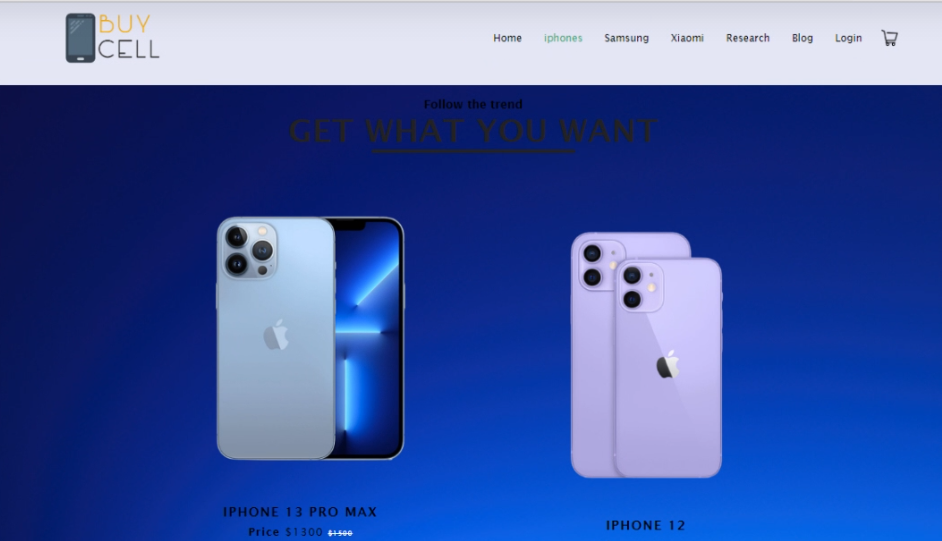 BUY
CELL
Home iphones Samsung Xiaomi Research Blog Login
Follow the trend
GET WHAT YOU WANT
IPHONE 13 PRO MAX
Price $1300 $1500
IPHONE 12